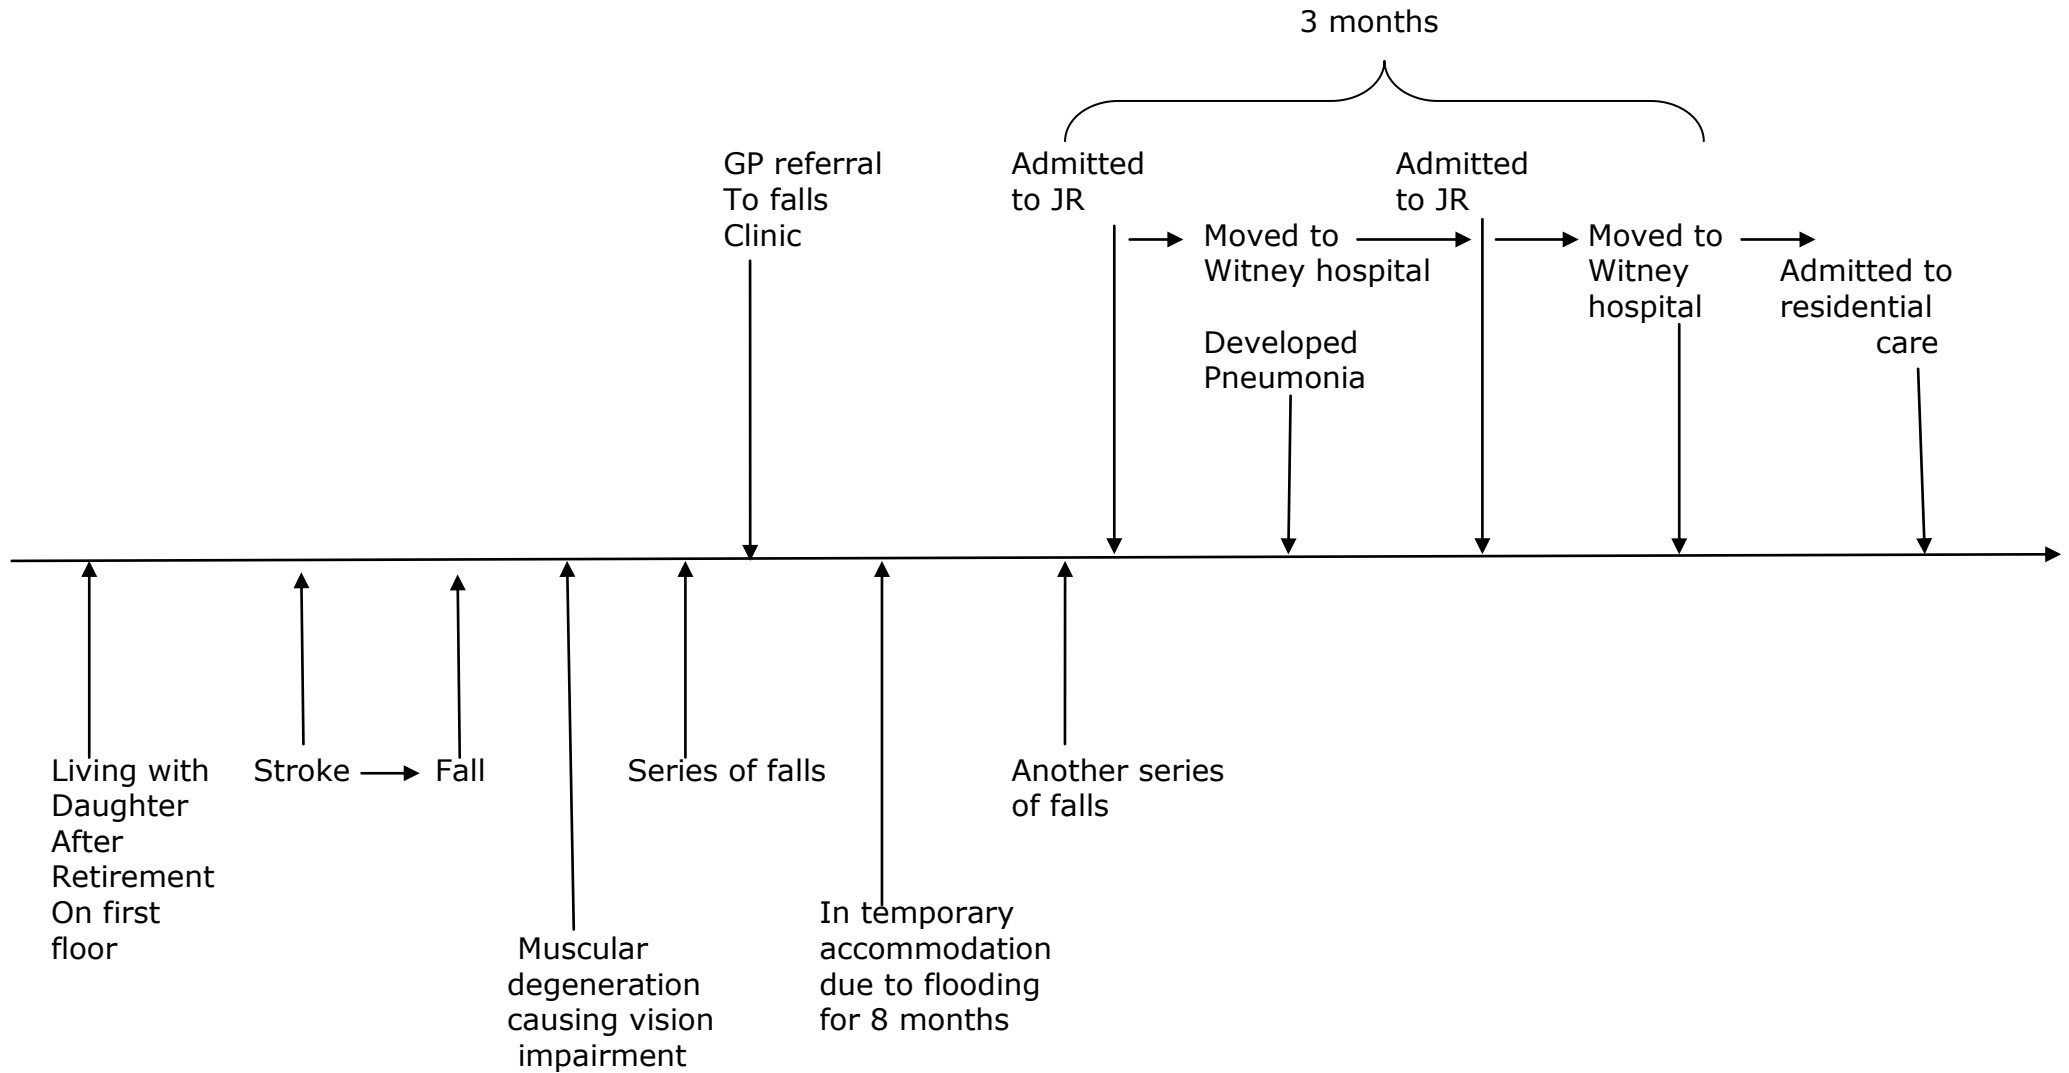 3 months
GP referral
To falls
Clinic
Admitted
to JR
Moved to
Witney hospital
Developed
Pneumonia
Admitted
to JR
Moved to
Witney
hospital
Admitted to
residential
care
Living with
Daughter
After
Retirement
On first
floor
Stroke
Fall
Muscular
degeneration
causing vision
impairment
Series of falls
In temporary
accommodation
due to flooding
for 8 months
Another series
of falls